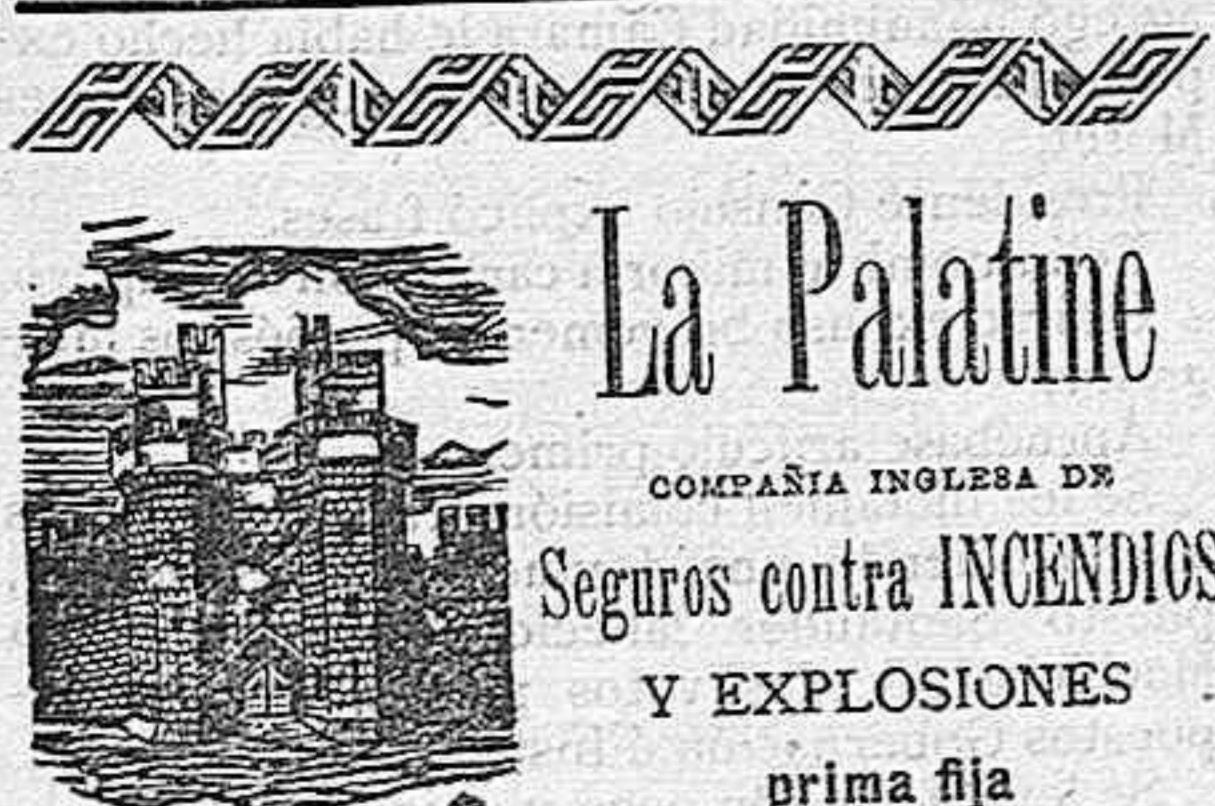 La Palatine
COMPAÑIA INGLESA DE
Seguros contra INCENDIOS
Y EXPLOSIONES
prima fija